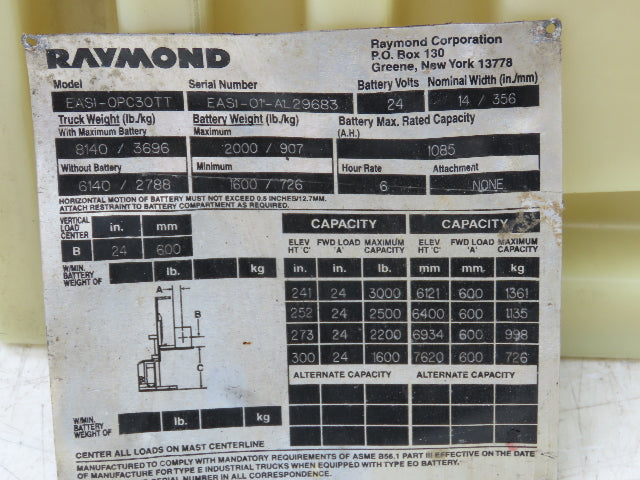 RAYMOND
Raymond Corporation
P.O. Box 130
Greene, New York 13778
Model Serial Number Battery Volts Nominal Width (in./mm)
EASI-OPC30TT EASI-01-AL29683 24 14 / 356
Truck Weight (lb./kg) Battery Weight (lb./kg) Battery Max. Rated Capacity
With Maximum Battery Maximum (A.H.)
8140 / 3696 2000 / 907 1085
Without Battery Minimum Hour Rate Attachment
6140 / 2788 1600 / 726 6 NONE
HORIZONTAL MOTION OF BATTERY MUST NOT EXCEED 0.5 INCHES/12.7MM.
ATTACH RESTRAINT TO BATTERY COMPARTMENT AS REQUIRED.
VERTICAL LOAD CENTER in. mm
B 24 600
W/MIN. BATTERY WEIGHT OF lb. kg
A
B
C
CAPACITY CAPACITY
ELEV HT 'C' FWD LOAD 'A' MAXIMUM CAPACITY ELEV HT 'C' FWD LOAD 'A' MAXIMUM CAPACITY
in. in. lb. mm mm. kg
241 24 3000 6121 600 1361
252 24 2500 6400 600 1135
273 24 2200 6934 600 998
300 24 1600 7620 600 726
ALTERNATE CAPACITY ALTERNATE CAPACITY
W/MIN. BATTERY WEIGHT OF lb. kg
CENTER ALL LOADS ON MAST CENTERLINE
MANUFACTURED TO COMPLY WITH MANDATORY REQUIREMENTS OF ASME B56.1 PART III EFFECTIVE ON THE DATE
OF MANUFACTURE FOR TYPE E INDUSTRIAL TRUCKS WHEN EQUIPPED WITH TYPE EO BATTERY.
SERIAL NUMBER IN ALL CORRESPONDENCE.